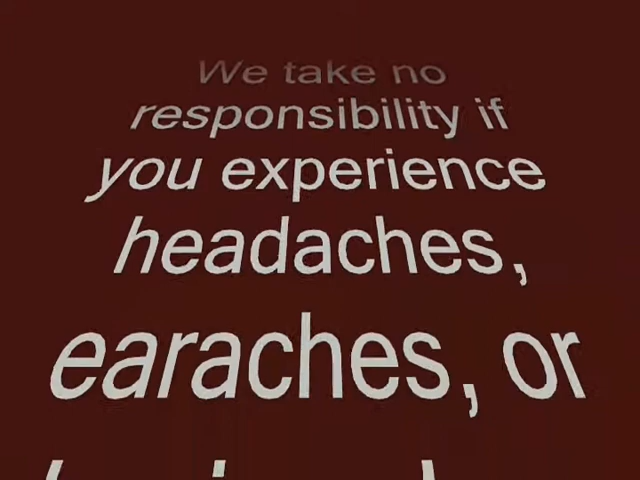 We take no
responsibility if
you experience
headaches,
earaches, or